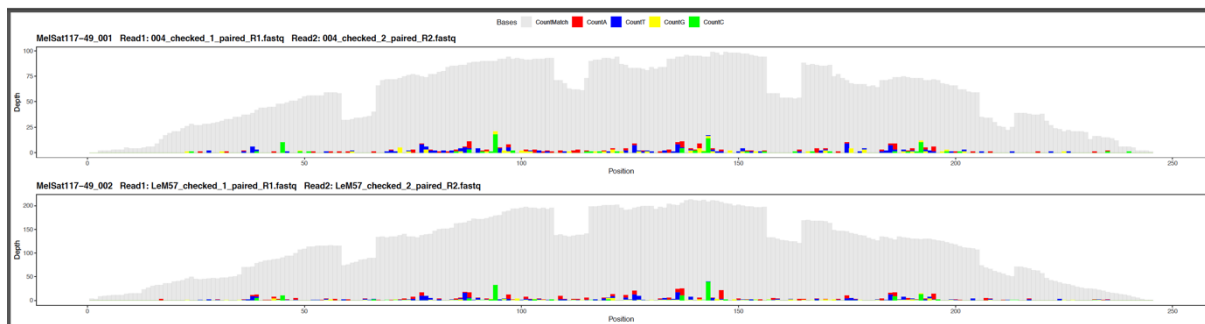 Bases CountMatch CountA CountT CountG CountC
MelSat117-49_001 Read1: 004_checked_1_paired_R1.fastq Read2: 004_checked_2_paired_R2.fastq
100
75
50
25
0
Depth
0 50 100 150 200 250
Position
MelSat117-49_002 Read1: LeM57_checked_1_paired_R1.fastq Read2: LeM57_checked_2_paired_R2.fastq
200
150
100
50
0
Depth
0 50 100 150 200 250
Position